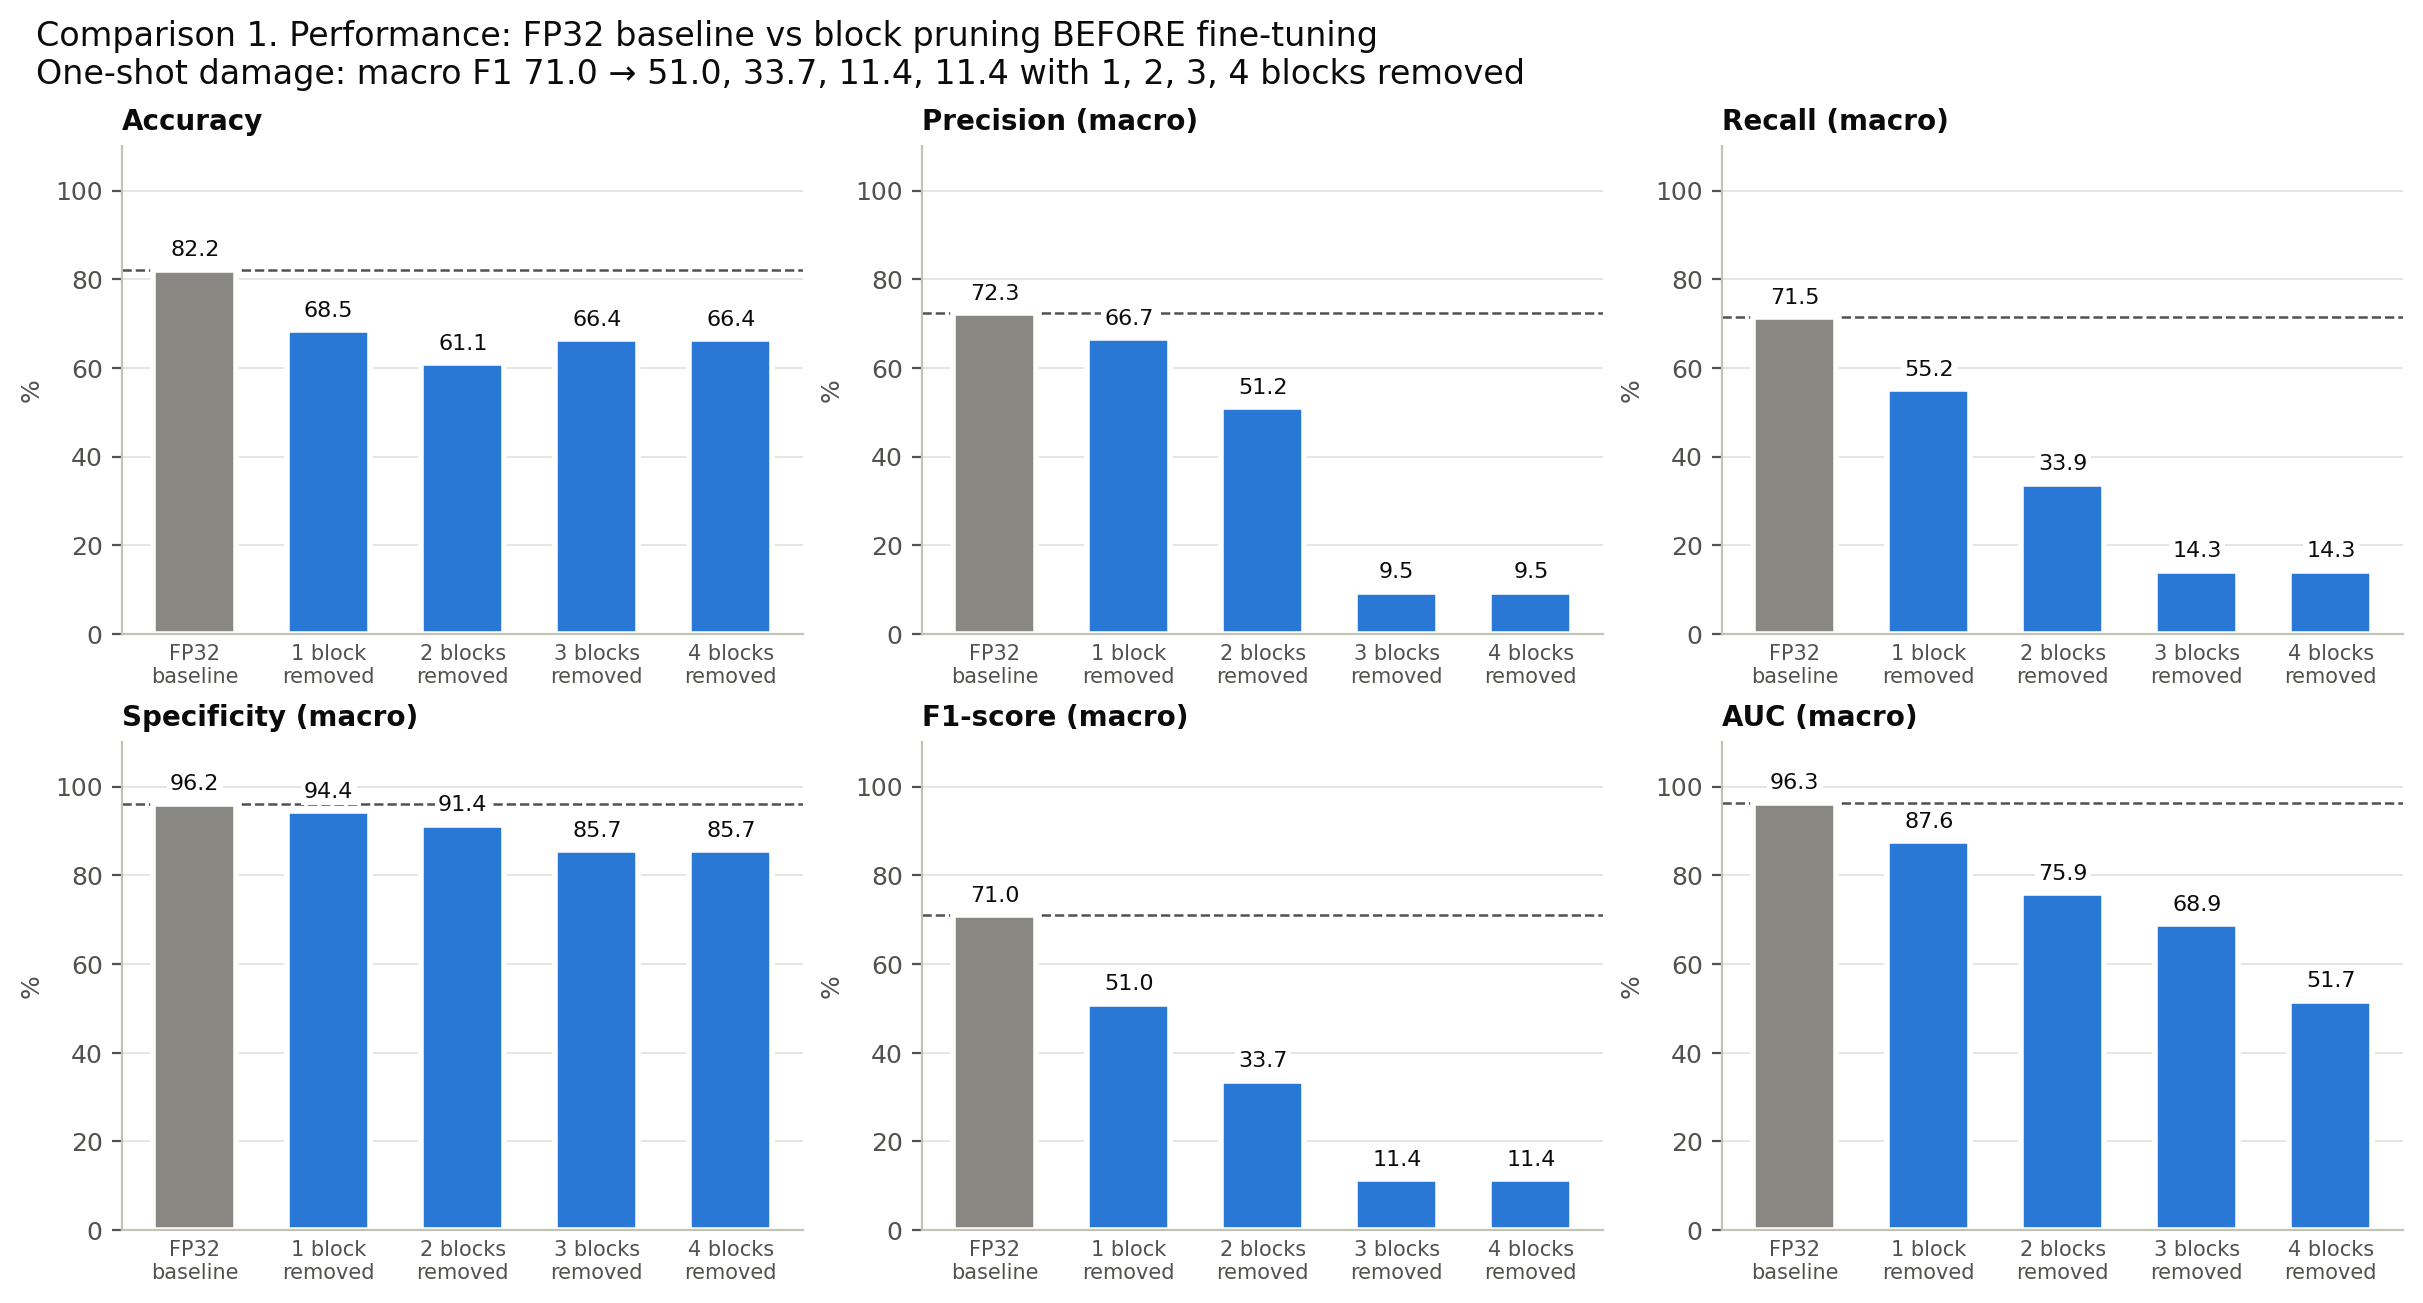 Comparison 1. Performance: FP32 baseline vs block pruning BEFORE fine-tuning
One-shot damage: macro F1 71.0 → 51.0, 33.7, 11.4, 11.4 with 1, 2, 3, 4 blocks removed
Accuracy
%
100
80
60
40
20
0
82.2
68.5
61.1
66.4
66.4
FP32 baseline
1 block removed
2 blocks removed
3 blocks removed
4 blocks removed
Precision (macro)
%
100
80
60
40
20
0
72.3
66.7
51.2
9.5
9.5
FP32 baseline
1 block removed
2 blocks removed
3 blocks removed
4 blocks removed
Recall (macro)
%
100
80
60
40
20
0
71.5
55.2
33.9
14.3
14.3
FP32 baseline
1 block removed
2 blocks removed
3 blocks removed
4 blocks removed
Specificity (macro)
%
100
80
60
40
20
0
96.2
94.4
91.4
85.7
85.7
FP32 baseline
1 block removed
2 blocks removed
3 blocks removed
4 blocks removed
F1-score (macro)
%
100
80
60
40
20
0
71.0
51.0
33.7
11.4
11.4
FP32 baseline
1 block removed
2 blocks removed
3 blocks removed
4 blocks removed
AUC (macro)
%
100
80
60
40
20
0
96.3
87.6
75.9
68.9
51.7
FP32 baseline
1 block removed
2 blocks removed
3 blocks removed
4 blocks removed